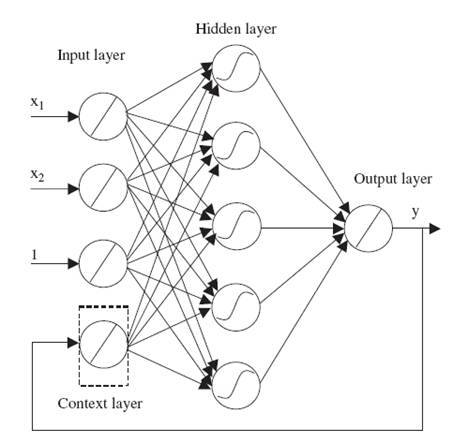 Hidden layer
Input layer
x1
x2
Output layer
y
1
Context layer